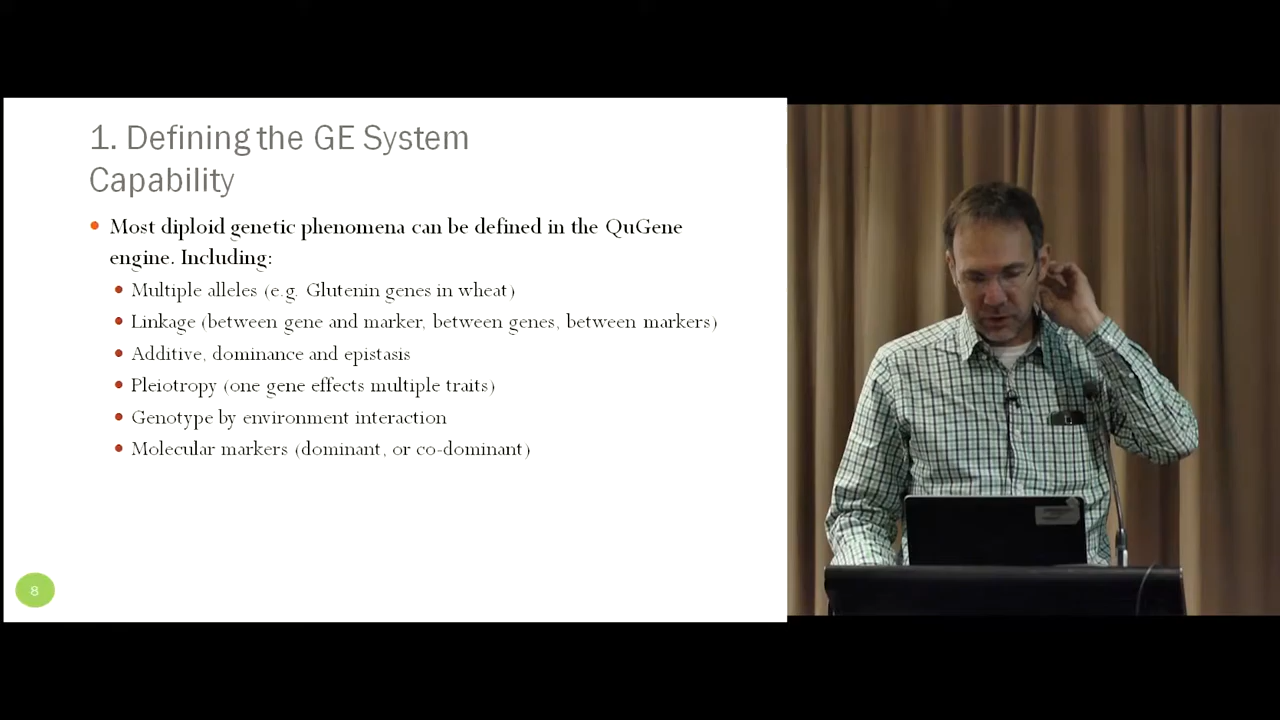 1. Defining the GE System
Capability
Most diploid genetic phenomena can be defined in the QuGene
engine. Including:
Multiple alleles (e.g. Glutenin genes in wheat)
Linkage (between gene and marker, between genes, between markers)
Additive, dominance and epistasis
Pleiotropy (one gene effects multiple traits)
Genotype by environment interaction
Molecular markers (dominant, or co-dominant)
8